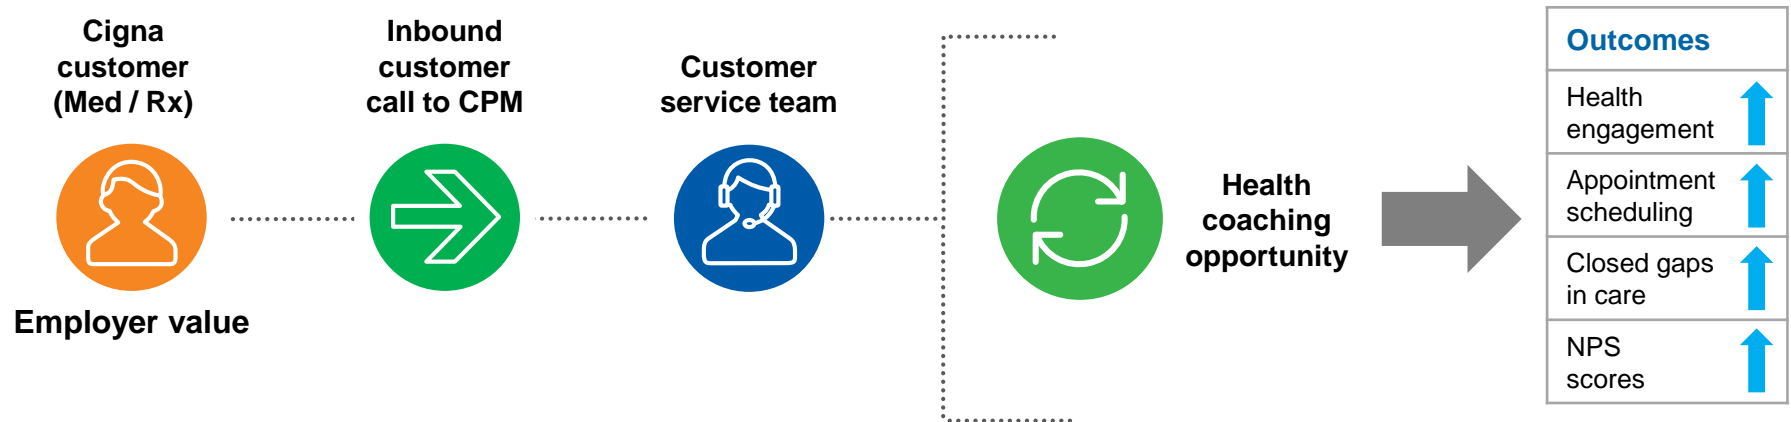 Cigna
customer
(Med / Rx)
Inbound
customer
call to CPM
Customer
service team
Employer value
Health
coaching
opportunity
Outcomes
Health
engagement
Appointment
scheduling
Closed gaps
in care
NPS
scores